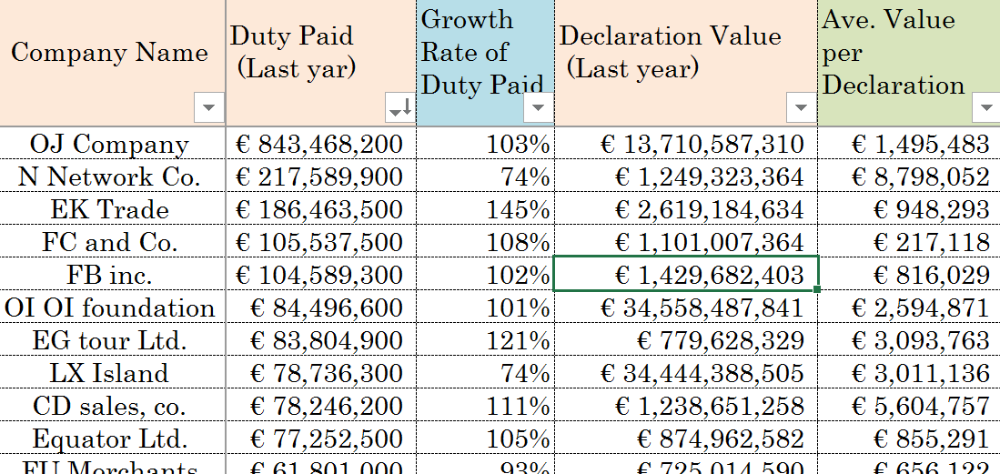 Company Name Duty Paid (Last yar) Growth Rate of Duty Paid Declaration Value (Last year) Ave. Value per Declaration
OJ Company € 843,468,200 103% € 13,710,587,310 € 1,495,483
N Network Co. € 217,589,900 74% € 1,249,323,364 € 8,798,052
EK Trade € 186,463,500 145% € 2,619,184,634 € 948,293
FC and Co. € 105,537,500 108% € 1,101,007,364 € 217,118
FB inc. € 104,589,300 102% € 1,429,682,403 € 816,029
OI OI foundation € 84,496,600 101% € 34,558,487,841 € 2,594,871
EG tour Ltd. € 83,804,900 121% € 779,628,329 € 3,093,763
LX Island € 78,736,300 74% € 34,444,388,505 € 3,011,136
CD sales, co. € 78,246,200 111% € 1,238,651,258 € 5,604,757
Equator Ltd. € 77,252,500 105% € 874,962,582 € 855,291
Merchants € 61,801,000 93% € 725,014,590 € 656,122